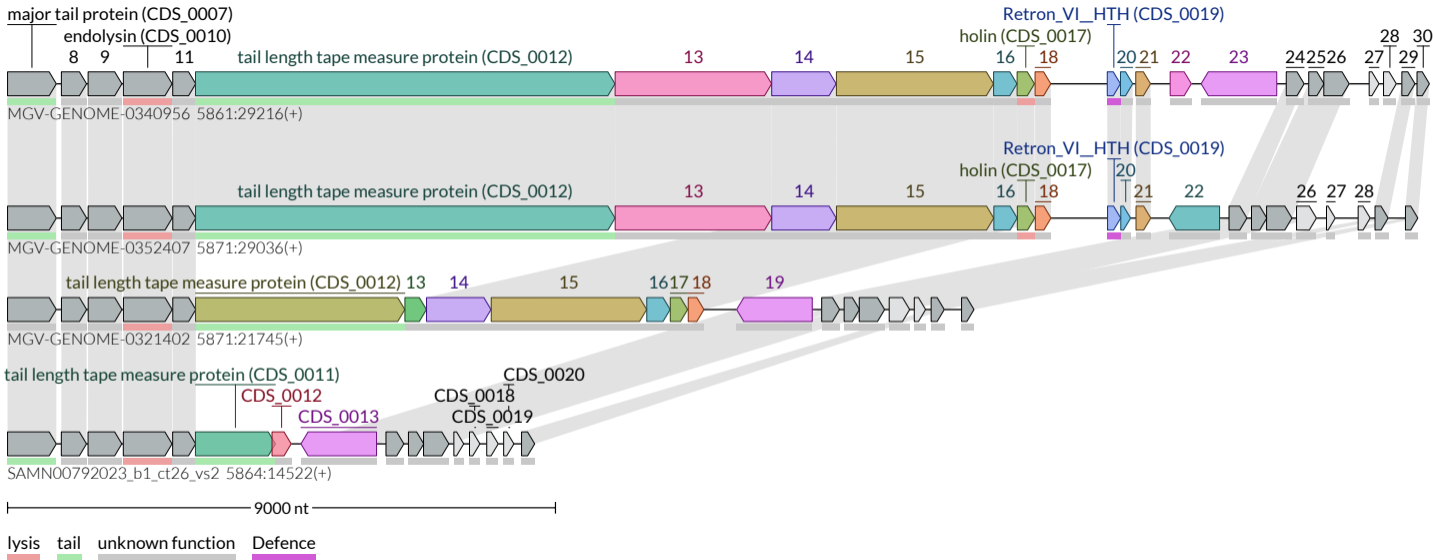 major tail protein (CDS_0007) Retron_VI__HTH (CDS_0019) 28 30
endolysin (CDS_0010) holin (CDS_0017)
8 9 11 tail length tape measure protein (CDS_0012) 13 14 15 16 18 20 21 22 23 24 25 26 27 29
MGV-GENOME-0340956 5861:29216(+)
Retron_VI__HTH (CDS_0019)
holin (CDS_0017) 20
tail length tape measure protein (CDS_0012) 13 14 15 16 18 21 22 26 27 28
MGV-GENOME-0352407 5871:29036(+)
tail length tape measure protein (CDS_0012) 13 14 15 16 17 18 19
MGV-GENOME-0321402 5871:21745(+)
tail length tape measure protein (CDS_0011) CDS_0020
CDS_0012 CDS_0018
CDS_0013 CDS_0019
SAMN00792023_b1_ct26_vs2 5864:14522(+)
9000 nt
lysis tail unknown function Defence